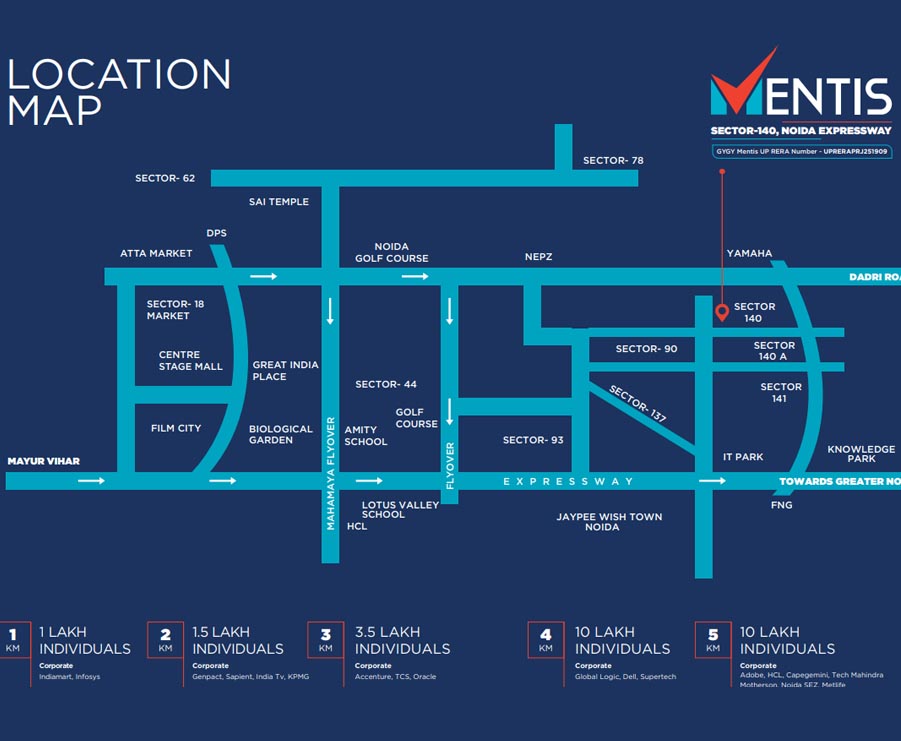 LOCATION
MAP
MENTIS
SECTOR-140, NOIDA EXPRESSWAY
GYGY Mentis UP RERA Number - UPRERAPRJ251909
SECTOR- 78
SECTOR- 62
SAI TEMPLE
DPS
ATTA MARKET
NOIDA
GOLF COURSE
NEPZ
YAMAHA
DADRI ROA
SECTOR- 18
MARKET
SECTOR
140
CENTRE
STAGE MALL
GREAT INDIA
PLACE
SECTOR- 90
SECTOR
140 A
SECTOR- 44
SECTOR
141
SECTOR- 137
GOLF
COURSE
FILM CITY
BIOLOGICAL
GARDEN
MAHAMAYA FLYOVER
AMITY
SCHOOL
FLYOVER
SECTOR- 93
IT PARK
KNOWLEDGE
PARK
MAYUR VIHAR
EXPRESSWAY
TOWARDS GREATER NO
LOTUS VALLEY
SCHOOL
HCL
JAYPEE WISH TOWN
NOIDA
FNG
1
KM
1 LAKH
INDIVIDUALS
Corporate
Indiamart, Infosys
2
KM
1.5 LAKH
INDIVIDUALS
Corporate
Genpact, Sapient, India Tv, KPMG
3
KM
3.5 LAKH
INDIVIDUALS
Corporate
Accenture, TCS, Oracle
4
KM
10 LAKH
INDIVIDUALS
Corporate
Global Logic, Dell, Supertech
5
KM
10 LAKH
INDIVIDUALS
Corporate
Adobe, HCL, Capegemini, Tech Mahindra
Motherson, Noida SEZ, Metlife